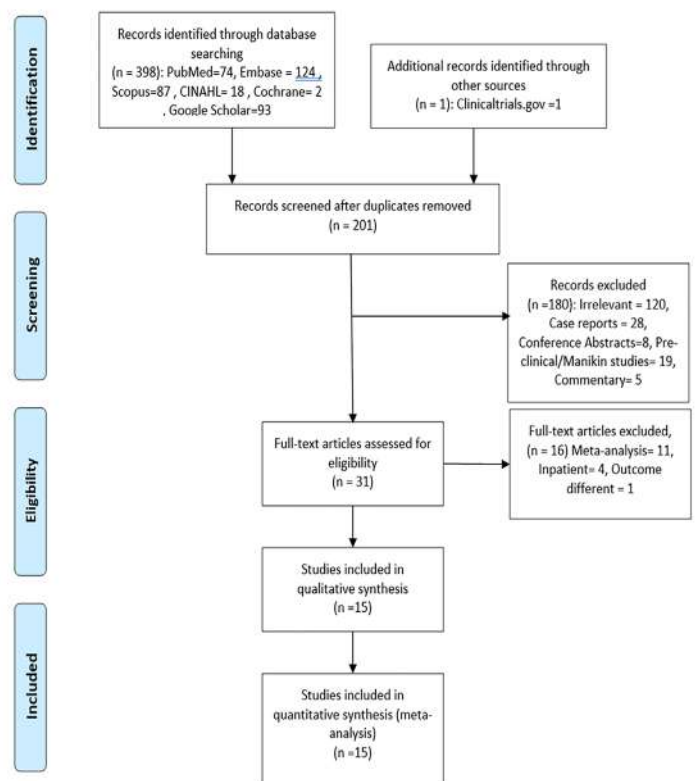 Identification
Records identified through database
searching
(n = 398): PubMed=74, Embase = 124 ,
Scopus=87 , CINAHL= 18 , Cochrane= 2
, Google Scholar=93
Additional records identified through
other sources
(n = 1): Clinicaltrials.gov =1
Records screened after duplicates removed
(n = 201)
Screening
Records excluded
(n =180): Irrelevant = 120,
Case reports = 28,
Conference Abstracts=8, Pre-
clinical/Manikin studies= 19,
Commentary= 5
Eligibility
Full-text articles assessed for
eligibility
(n = 31)
Full-text articles excluded,
(n = 16) Meta-analysis= 11,
Inpatient= 4, Outcome
different = 1
Studies included in
qualitative synthesis
(n =15)
Included
Studies included in
quantitative synthesis (meta-
analysis)
(n =15)